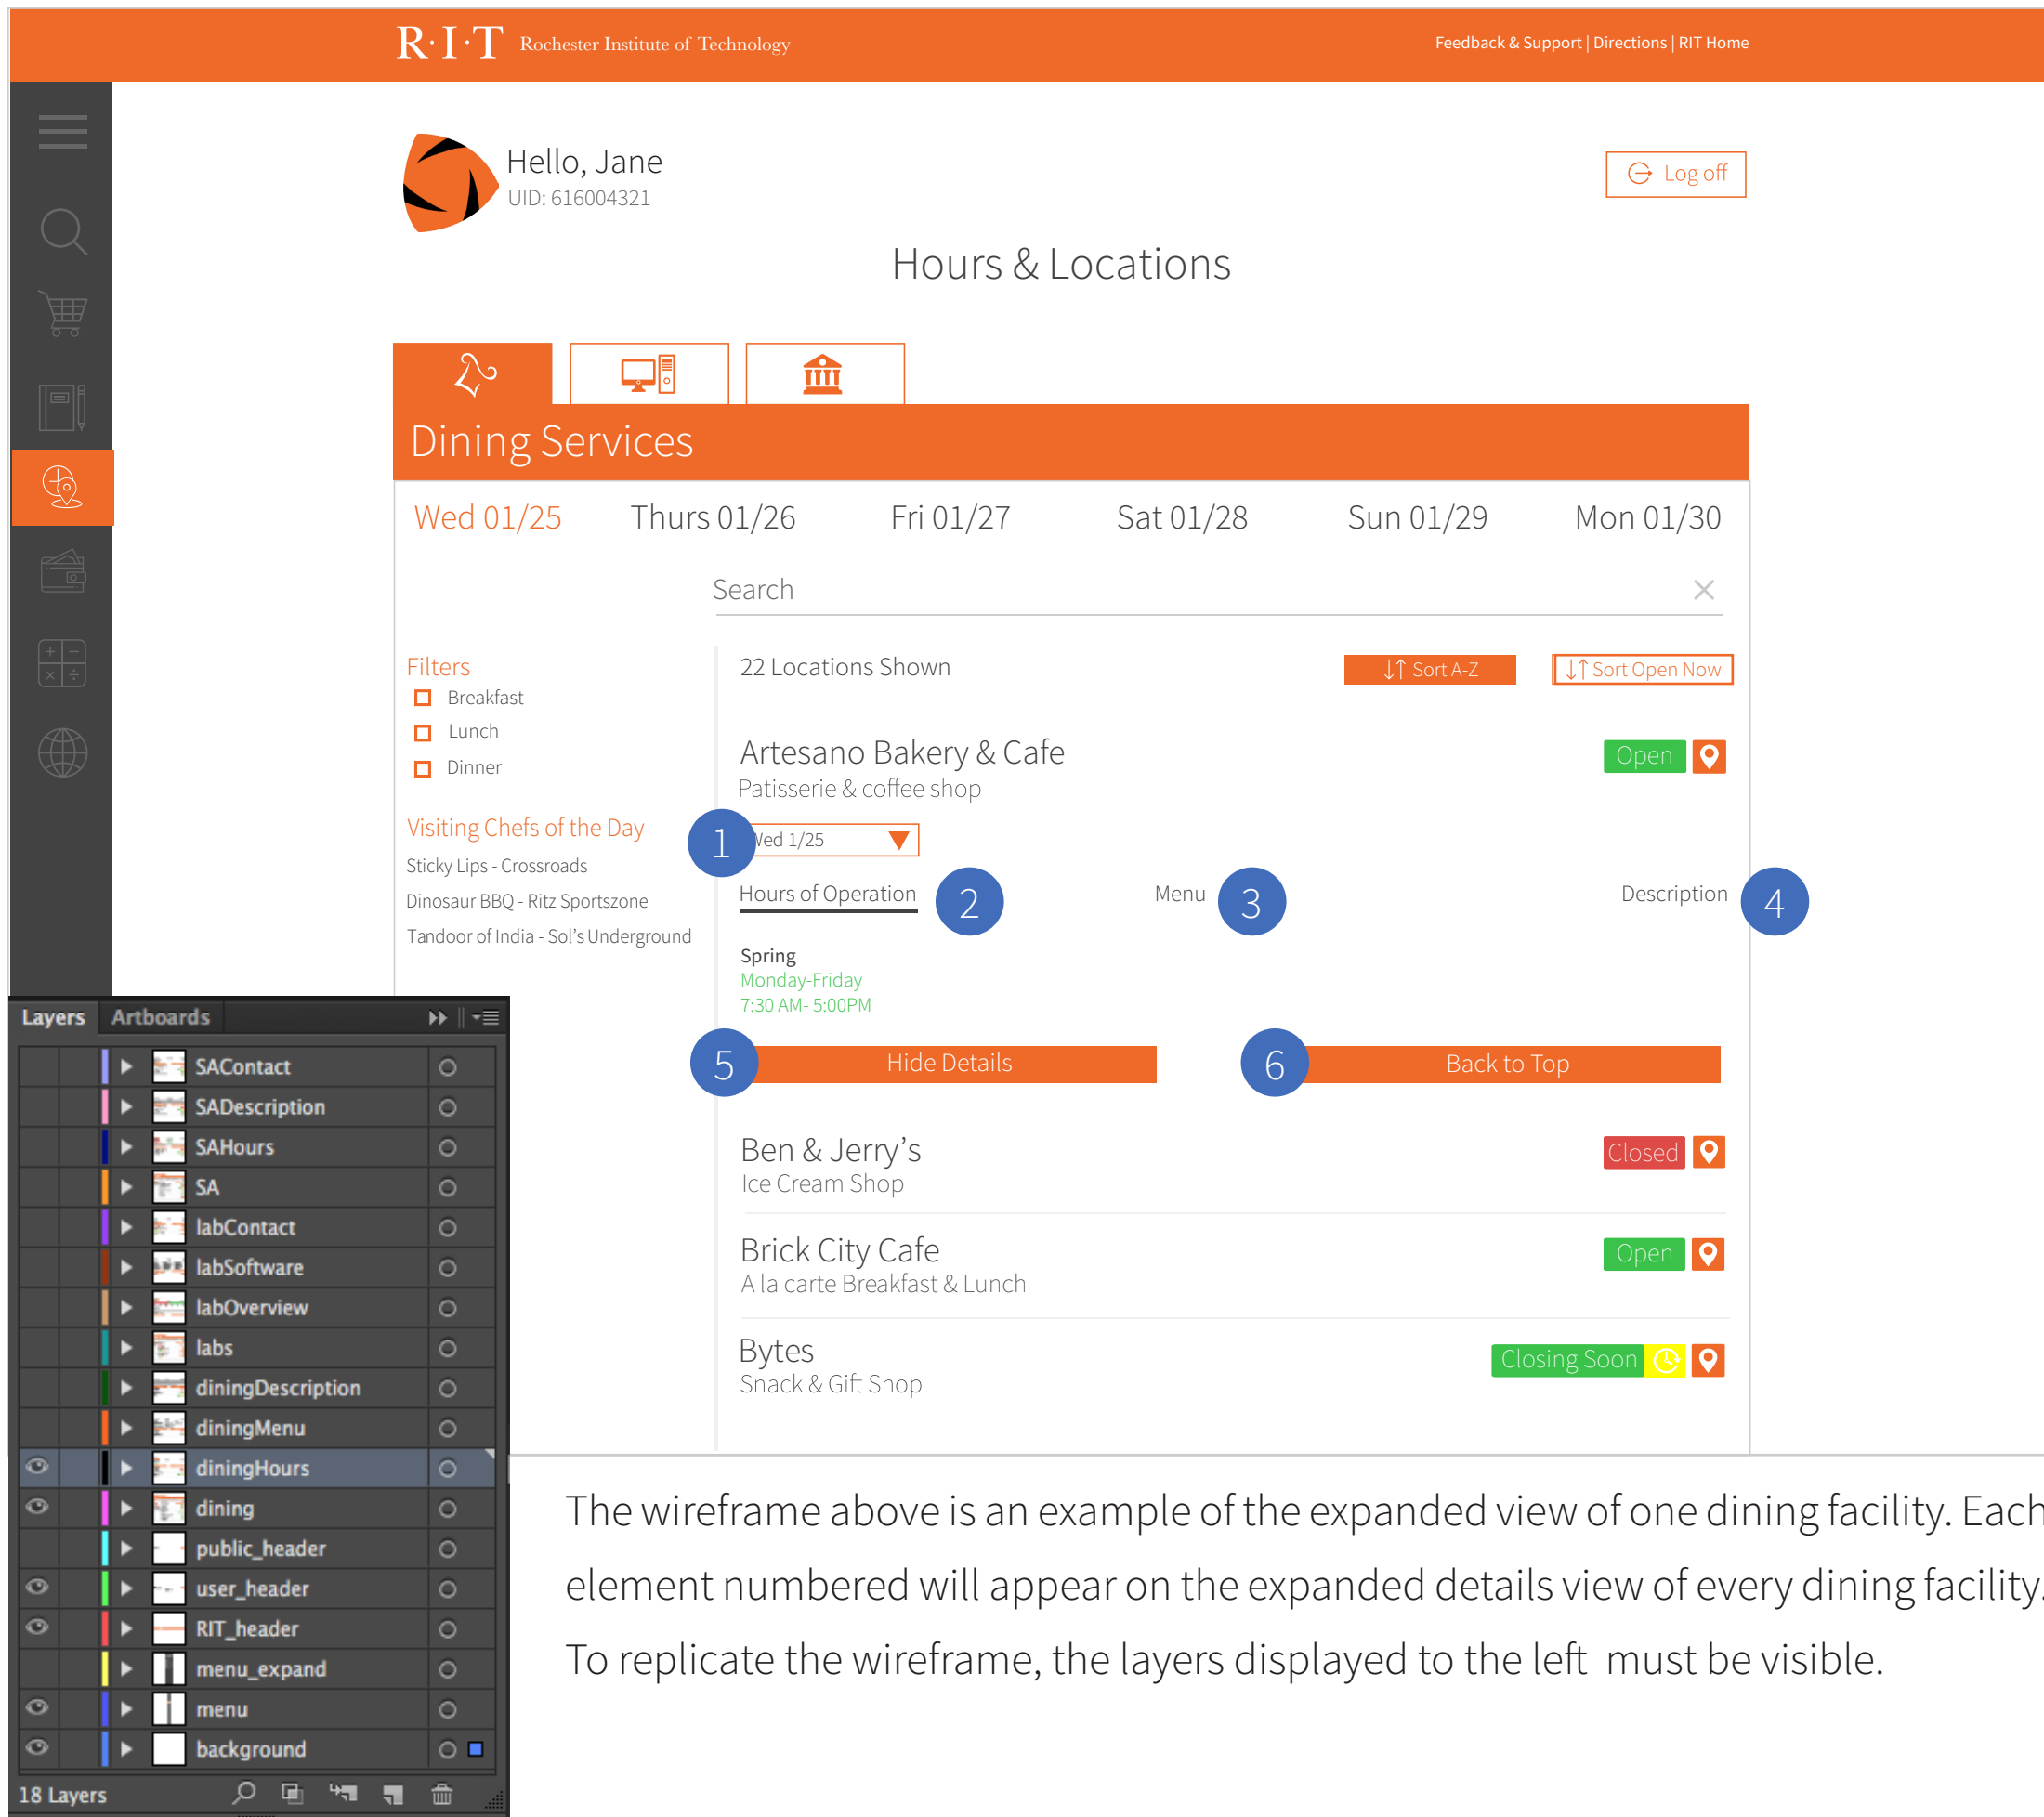 R·I·T Rochester Institute of Technology
Feedback & Support | Directions | RIT Home
Hello, Jane
UID: 616004321
Log off
Hours & Locations
Dining Services
Wed 01/25 Thurs 01/26 Fri 01/27 Sat 01/28 Sun 01/29 Mon 01/30
Search
Filters
Breakfast
Lunch
Dinner
Visiting Chefs of the Day
Sticky Lips - Crossroads
Dinosaur BBQ - Ritz Sportszone
Tandoor of India - Sol's Underground
22 Locations Shown
↓↑ Sort A-Z
↓↑ Sort Open Now
Artesano Bakery & Cafe
Open
Patisserie & coffee shop
1
Wed 1/25
Hours of Operation 2 Menu 3 Description 4
Spring
Monday-Friday
7:30 AM- 5:00PM
5 Hide Details
6 Back to Top
Ben & Jerry’s
Closed
Ice Cream Shop
Brick City Cafe
Open
A la carte Breakfast & Lunch
Bytes
Closing Soon
Snack & Gift Shop
Layers Artboards
SAContact
SADescription
SAHours
SA
labContact
labSoftware
labOverview
labs
diningDescription
diningMenu
diningHours
dining
public_header
user_header
RIT_header
menu_expand
menu
background
18 Layers
The wireframe above is an example of the expanded view of one dining facility. Each
element numbered will appear on the expanded details view of every dining facility.
To replicate the wireframe, the layers displayed to the left must be visible.